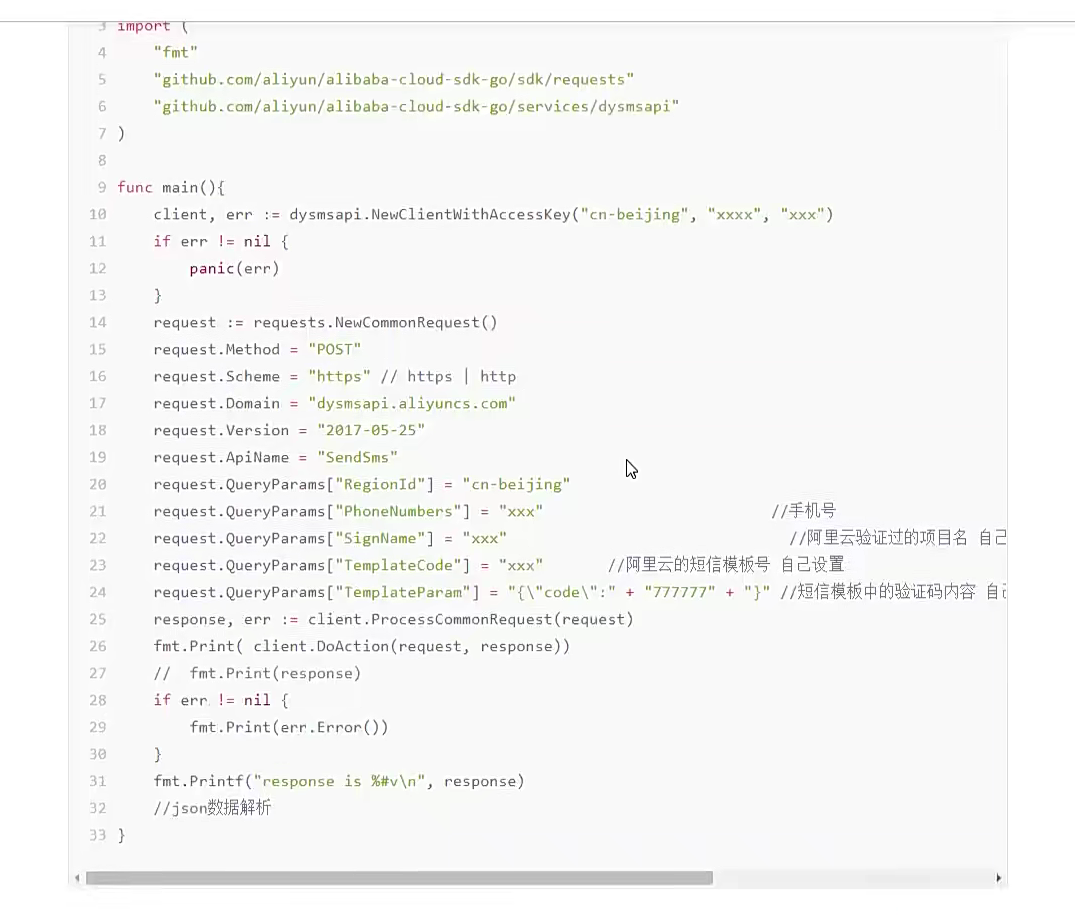 3 import (
4     "fmt"
5     "github.com/aliyun/alibaba-cloud-sdk-go/sdk/requests"
6     "github.com/aliyun/alibaba-cloud-sdk-go/services/dysmsapi"
7 )
8
9 func main(){
10     client, err := dysmsapi.NewClientWithAccessKey("cn-beijing", "xxxx", "xxx")
11     if err != nil {
12         panic(err)
13     }
14     request := requests.NewCommonRequest()
15     request.Method = "POST"
16     request.Scheme = "https" // https | http
17     request.Domain = "dysmsapi.aliyuncs.com"
18     request.Version = "2017-05-25"
19     request.ApiName = "SendSms"
20     request.QueryParams["RegionId"] = "cn-beijing"
21     request.QueryParams["PhoneNumbers"] = "xxx"                         //手机号
22     request.QueryParams["SignName"] = "xxx"                               //阿里云验证过的项目名 自己
23     request.QueryParams["TemplateCode"] = "xxx"       //阿里云的短信模板号 自己设置
24     request.QueryParams["TemplateParam"] = "{\"code\":" + "777777" + "}" //短信模板中的验证码内容 自己
25     response, err := client.ProcessCommonRequest(request)
26     fmt.Print( client.DoAction(request, response))
27     //  fmt.Print(response)
28     if err != nil {
29         fmt.Print(err.Error())
30     }
31     fmt.Printf("response is %#v\n", response)
32     //json数据解析
33 }